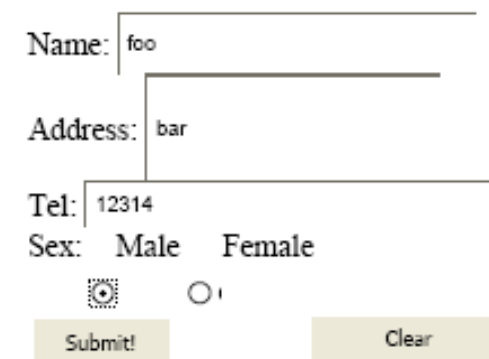 Name: foo
Address: bar
Tel: 12314
Sex: Male Female
Submit! Clear